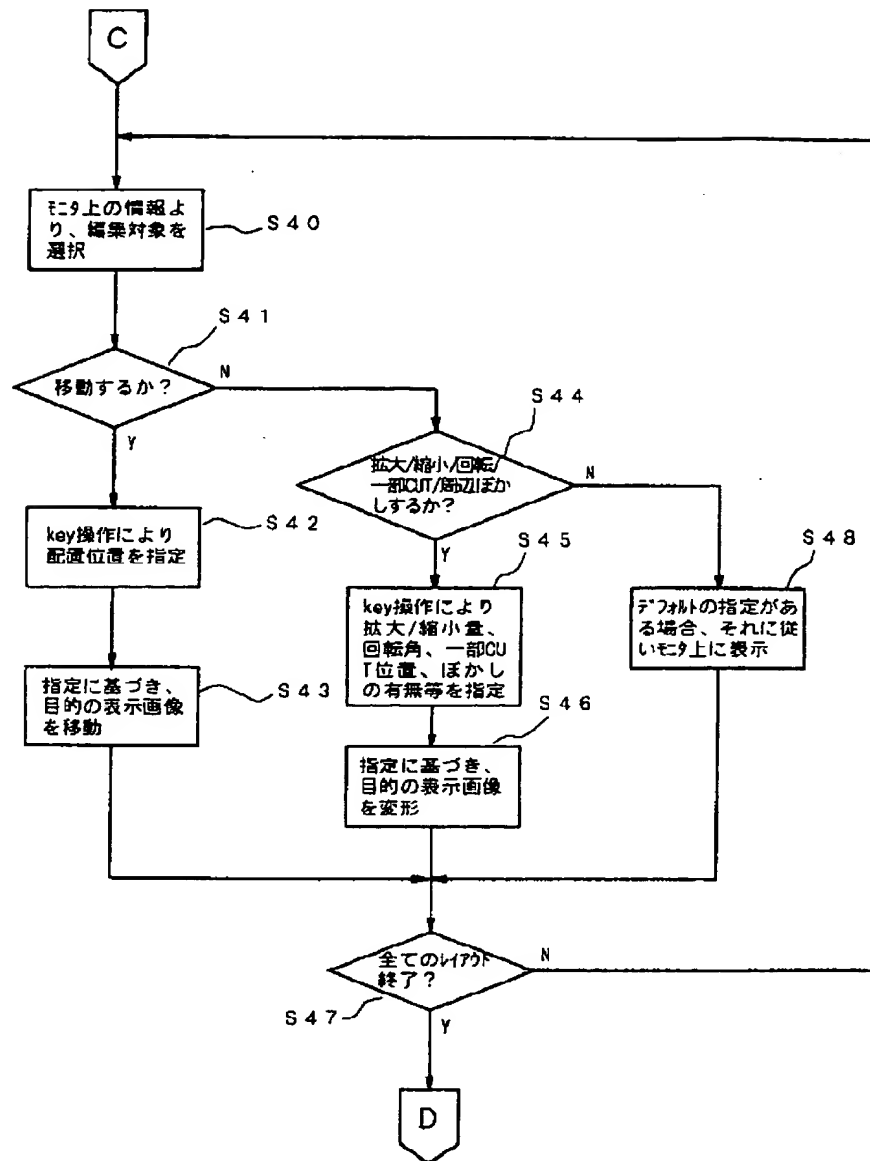 C
モニタ上の情報よ
り、編集対象を
選択
S40
S41
移動するか?
N
Y
S44
拡大/縮小/回転/
一部CUT/周辺ぼか
しするか?
N
Y
key操作により
配置位置を指定
S42
S45
key操作により
拡大/縮小量、
回転角、一部CU
T位置、ぼかし
の有無等を指定
S48
デフォルトの指定があ
る場合、それに従
いモニタ上に表示
指定に基づき、
目的の表示画像
を移動
S43
S46
指定に基づき、
目的の表示画像
を変形
全てのレイアウト
終了?
N
S47
Y
D